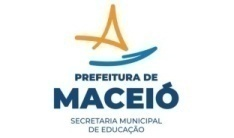 PREFEITURA DE
MACEIÓ
SECRETARIA MUNICIPAL
DE EDUCAÇÃO